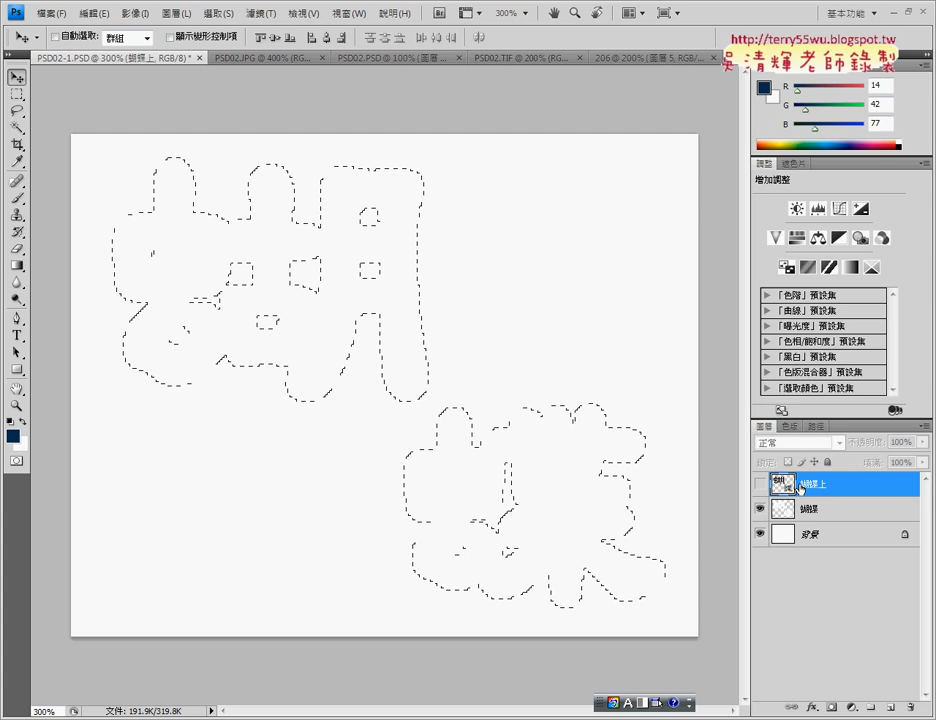 Ps 檔案(F) 編輯(E) 影像(I) 圖層(L) 選取(S) 濾鏡(T) 檢視(V) 視窗(W) 說明(H) Br 300% 基本功能
自動選取: 群組 顯示變形控制項
http://terry55wu.blogspot.tw
吳清輝老師錄製
PSD02-1.PSD @ 300%(蝴蝶上, RGB/8) * × PSD02.JPG @ 400% (RG... × PSD02.PSD @ 300% (圖層 ... × PSD02.TIF @ 200% (RG... × 206 @ 200% (圖層 5, RGB/...
R 14
G 42
B 77
調整 遮色片
增加調整
「色階」預設集
「曲線」預設集
「曝光度」預設集
「色相/飽和度」預設集
「黑白」預設集
「色版混合器」預設集
「選取顏色」預設集
圖層 色版 路徑
正常 不透明度: 100%
鎖定: 填滿: 100%
蝴蝶上
蝴蝶
背景
蝴
蝶
300% 文件: 191.9K/319.8K